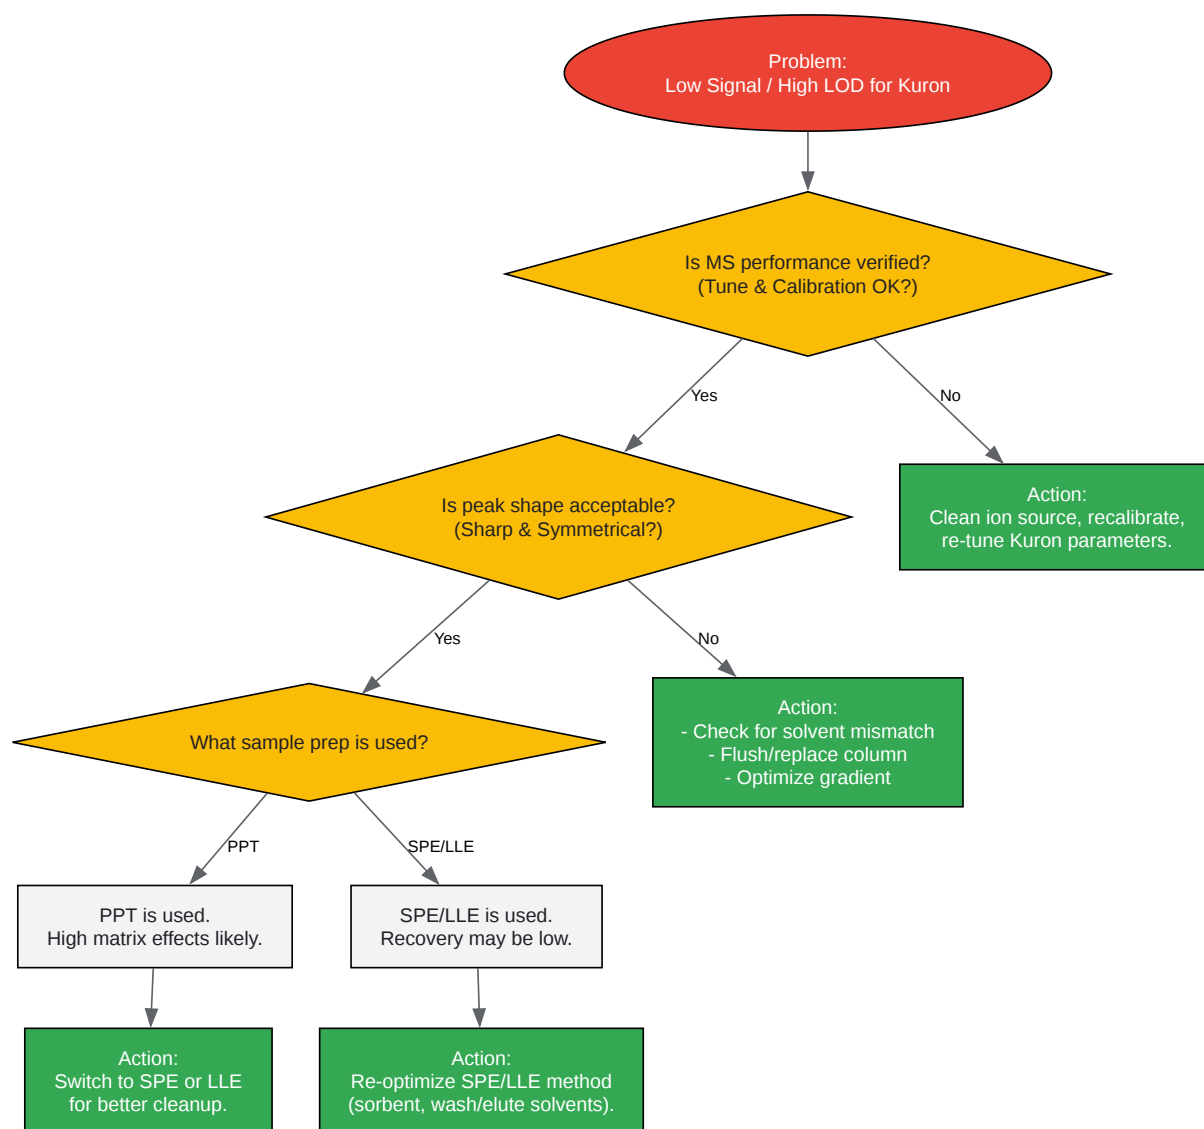 Problem:
Low Signal / High LOD for Kuron
Is MS performance verified?
(Tune & Calibration OK?)
Yes
No
Is peak shape acceptable?
(Sharp & Symmetrical?)
Action:
Clean ion source, recalibrate,
re-tune Kuron parameters.
Yes
No
What sample prep is used?
Action:
- Check for solvent mismatch
- Flush/replace column
- Optimize gradient
PPT
SPE/LLE
PPT is used.
High matrix effects likely.
SPE/LLE is used.
Recovery may be low.
Action:
Switch to SPE or LLE
for better cleanup.
Action:
Re-optimize SPE/LLE method
(sorbent, wash/elute solvents).